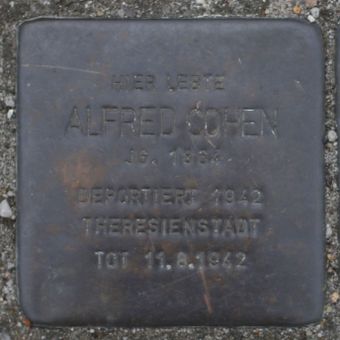 HIER LEBTE
ALFRED COHEN
JG.
DEPORTIERT 1942
THERESIENSTADT
TOT 11.8.1942